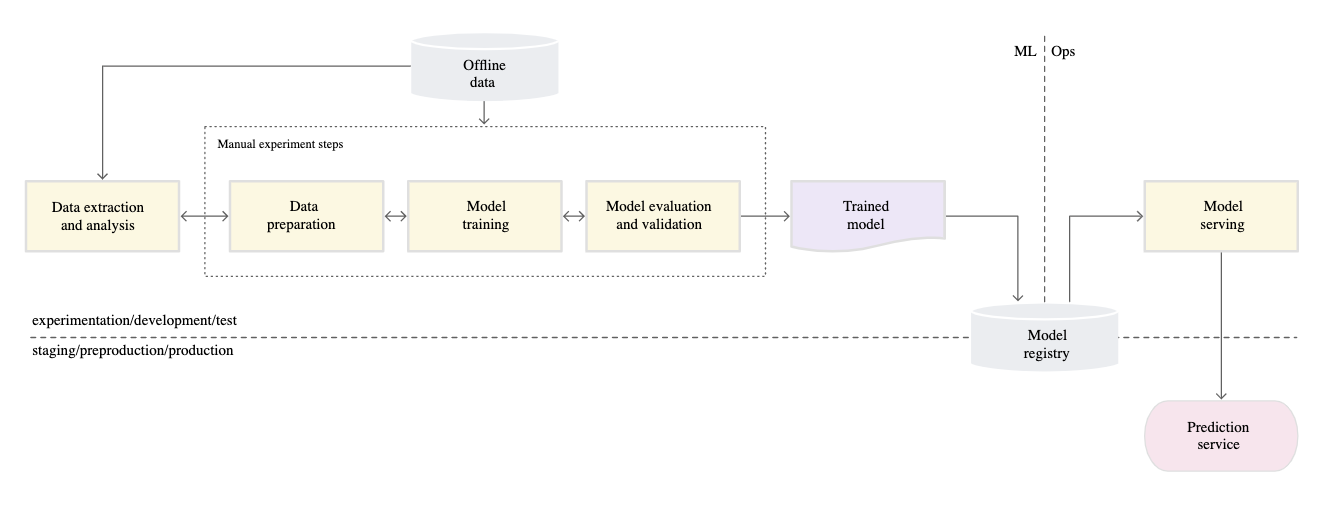 ML
Ops
Offline
data
Manual experiment steps
Data extraction
and analysis
Data
preparation
Model
training
Model evaluation
and validation
Trained
model
Model
serving
experimentation/development/test
staging/preproduction/production
Model
registry
Prediction
service